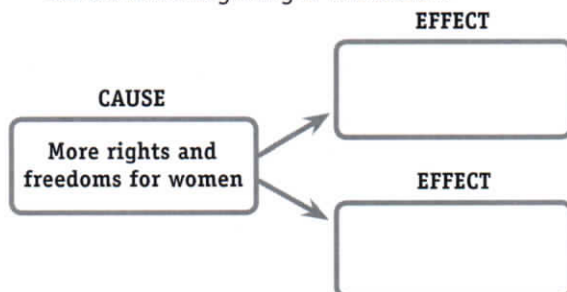 EFFECT
CAUSE
More rights and
freedoms for women
EFFECT